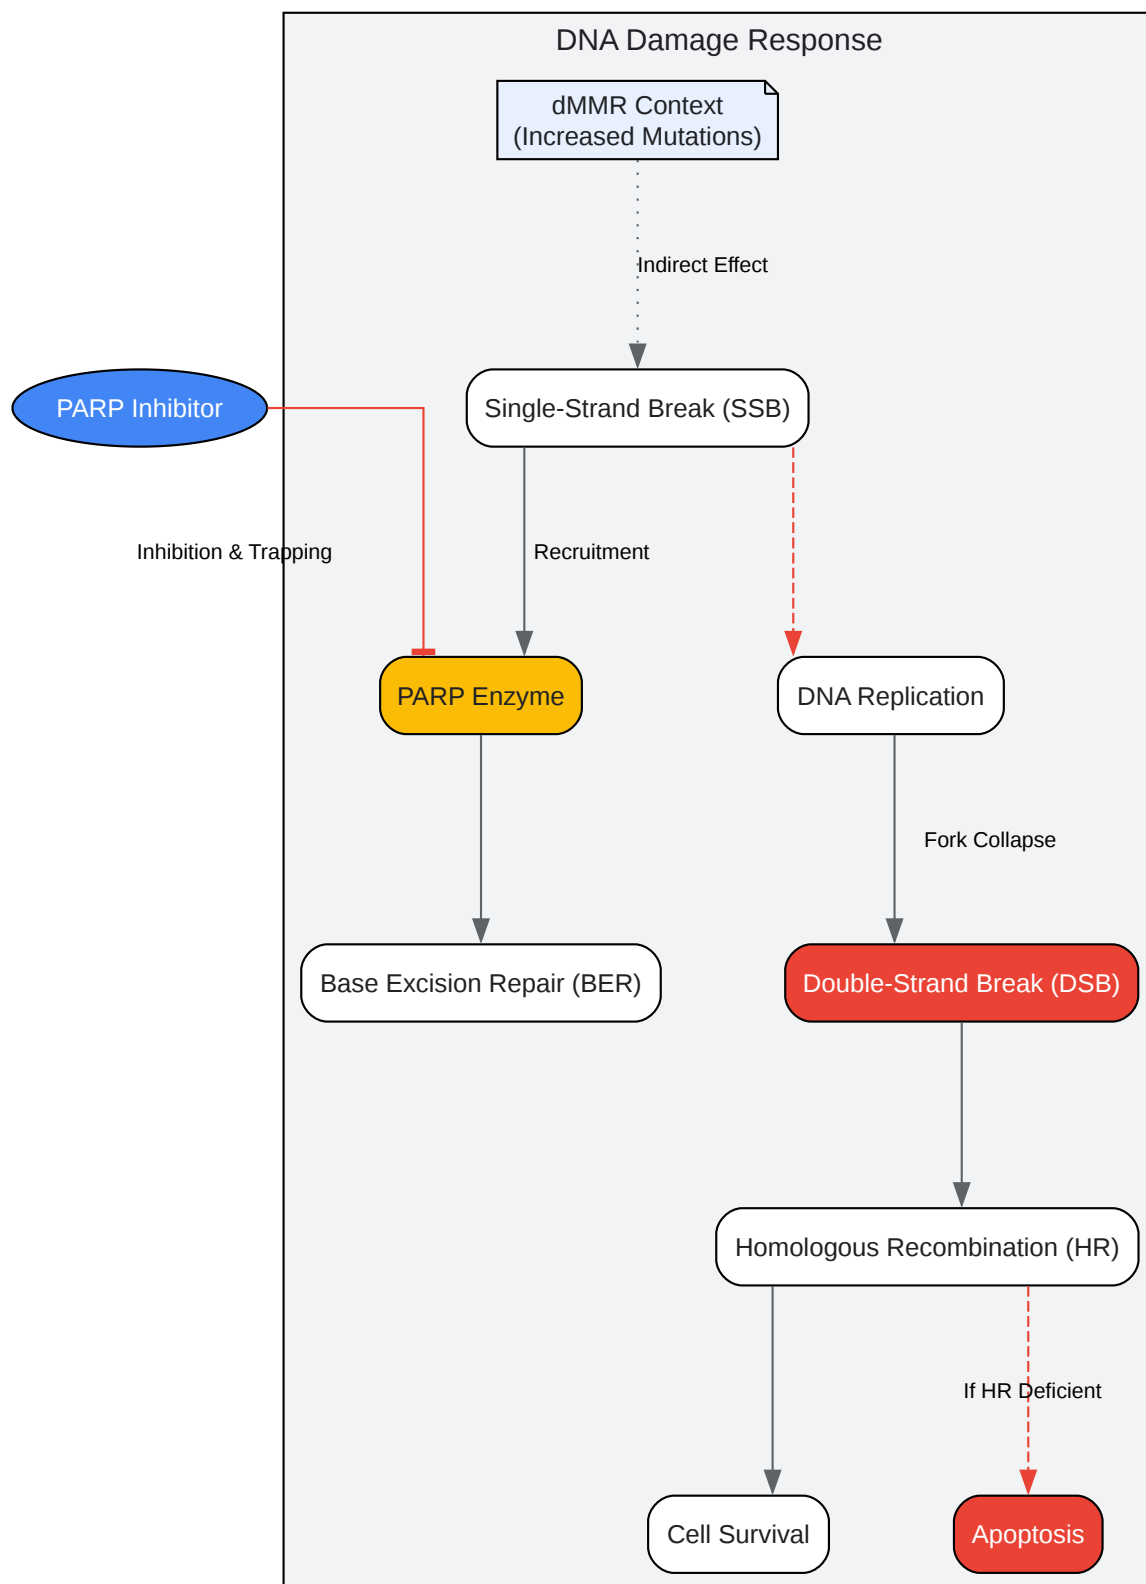 DNA Damage Response
dMMR Context
(Increased Mutations)
Indirect Effect
PARP Inhibitor
Single-Strand Break (SSB)
Inhibition & Trapping
Recruitment
PARP Enzyme
DNA Replication
Fork Collapse
Base Excision Repair (BER)
Double-Strand Break (DSB)
Homologous Recombination (HR)
If HR Deficient
Cell Survival
Apoptosis